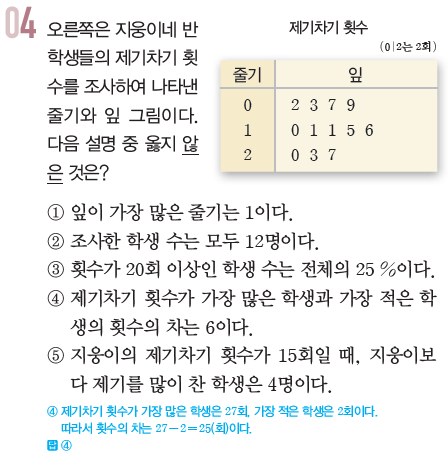 04
오른쪽은 지웅이네 반
학생들의 제기차기 횟
수를 조사하여 나타낸
줄기와 잎 그림이다.
다음 설명 중 옳지 않
은 것은?
제기차기 횟수
(0|2는 2회)
줄기 잎
0 2 3 7 9
1 0 1 1 5 6
2 0 3 7
① 잎이 가장 많은 줄기는 1이다.
② 조사한 학생 수는 모두 12명이다.
③ 횟수가 20회 이상인 학생 수는 전체의 25 %이다.
④ 제기차기 횟수가 가장 많은 학생과 가장 적은 학
생의 횟수의 차는 6이다.
⑤ 지웅이의 제기차기 횟수가 15회일 때, 지웅이보
다 제기를 많이 찬 학생은 4명이다.
④ 제기차기 횟수가 가장 많은 학생은 27회, 가장 적은 학생은 2회이다.
따라서 횟수의 차는 27-2=25(회)이다.
답 ④